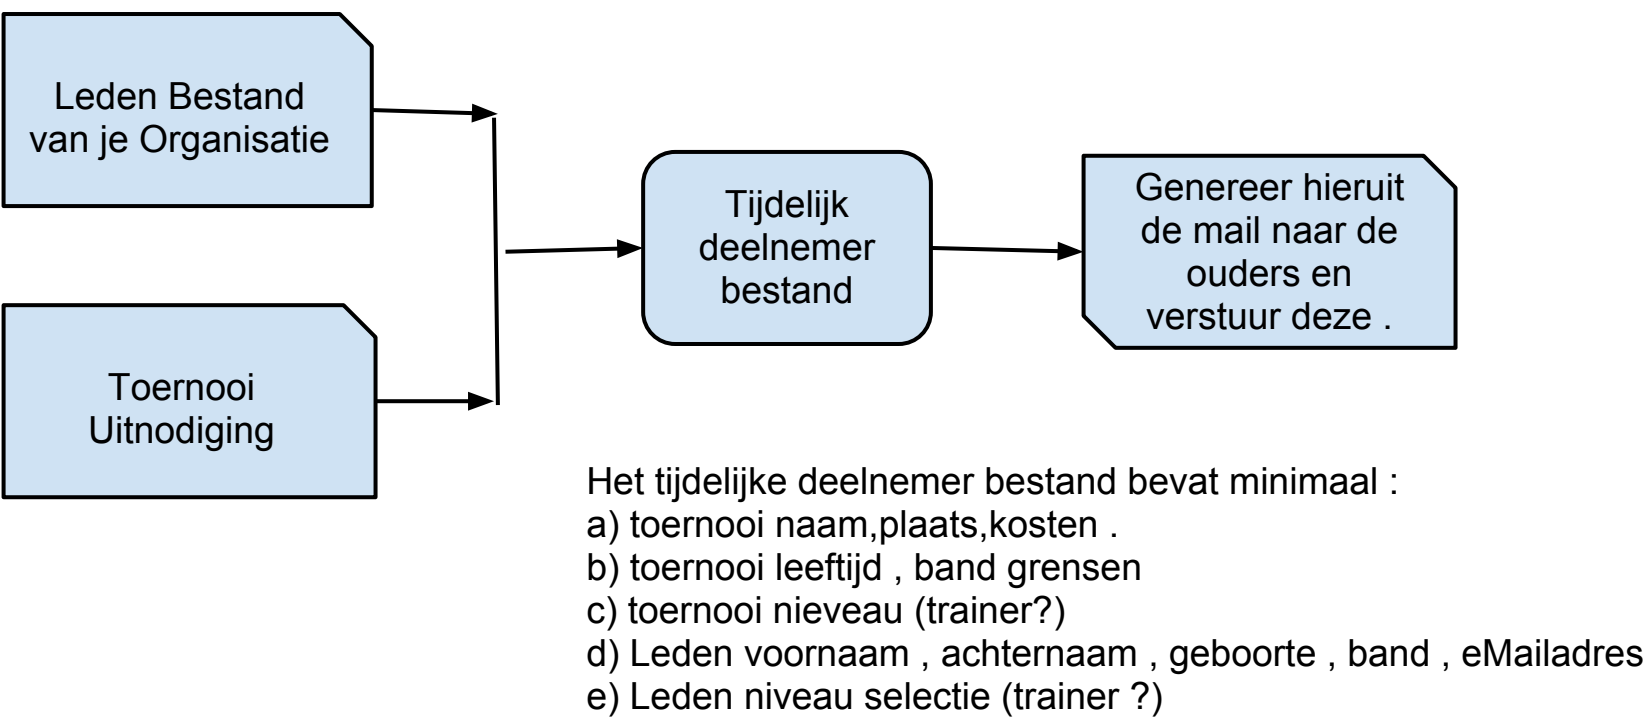 Leden Bestand
van je Organisatie
Toernooi
Uitnodiging
Tijdelijk
deelnemer
bestand
Genereer hieruit
de mail naar de
ouders en
verstuur deze .
Het tijdelijke deelnemer bestand bevat minimaal :
a) toernooi naam,plaats,kosten .
b) toernooi leeftijd , band grensen
c) toernooi nieveau (trainer?)
d) Leden voornaam , achternaam , geboorte , band , eMailadres
e) Leden niveau selectie (trainer ?)